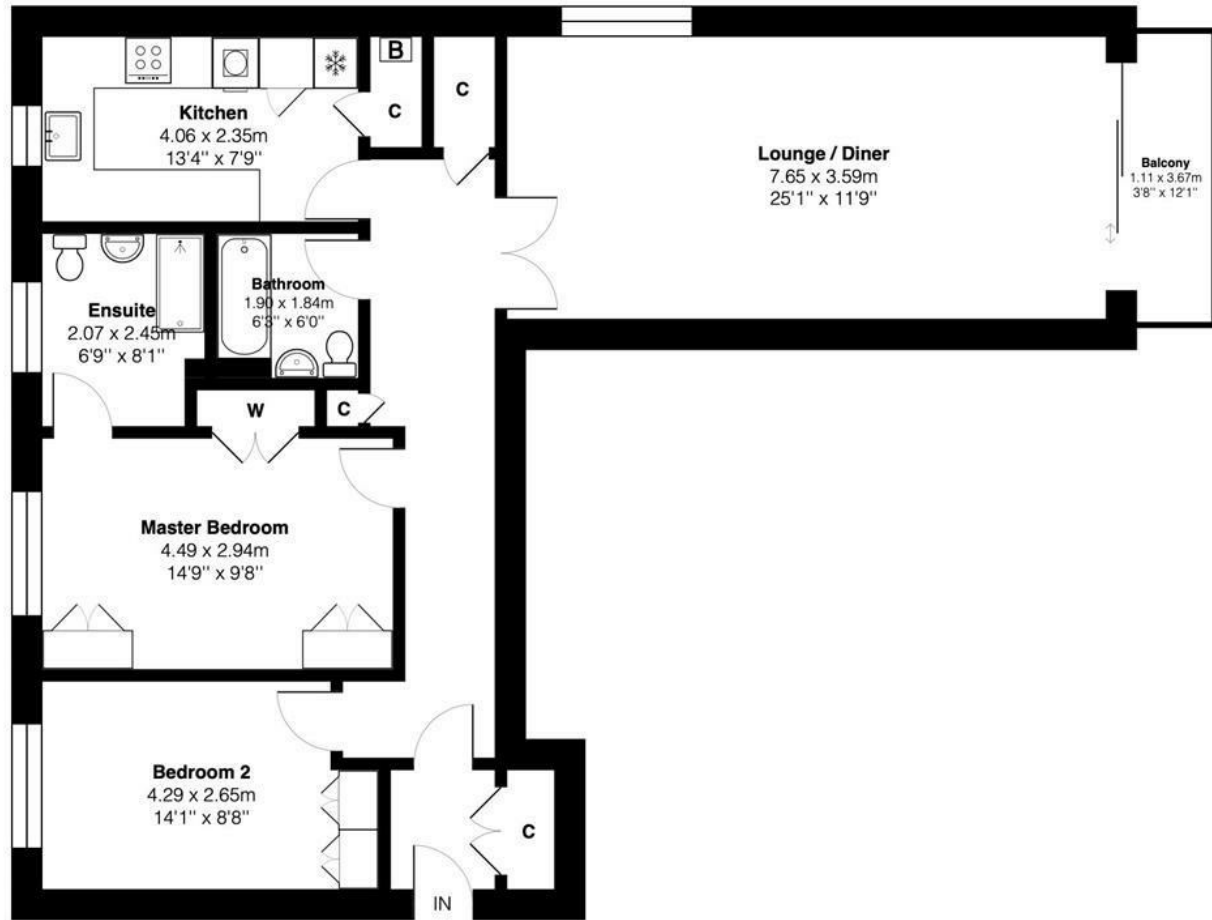 B
C
C
Kitchen
4.06 x 2.35m
13'4" x 7'9"
Lounge / Diner
7.65 x 3.59m
25'1" x 11'9"
Balcony
1.11 x 3.67m
3'8" x 12'1"
Ensuite
2.07 x 2.45m
6'9" x 8'1"
Bathroom
1.90 x 1.84m
6'3" x 6'0"
W
C
Master Bedroom
4.49 x 2.94m
14'9" x 9'8"
Bedroom 2
4.29 x 2.65m
14'1" x 8'8"
C
IN